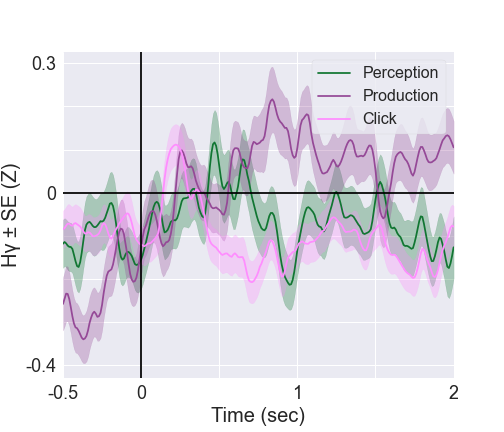 0.3
0
-0.4
Hγ ± SE (Z)
Perception
Production
Click
-0.5
0
1
2
Time (sec)